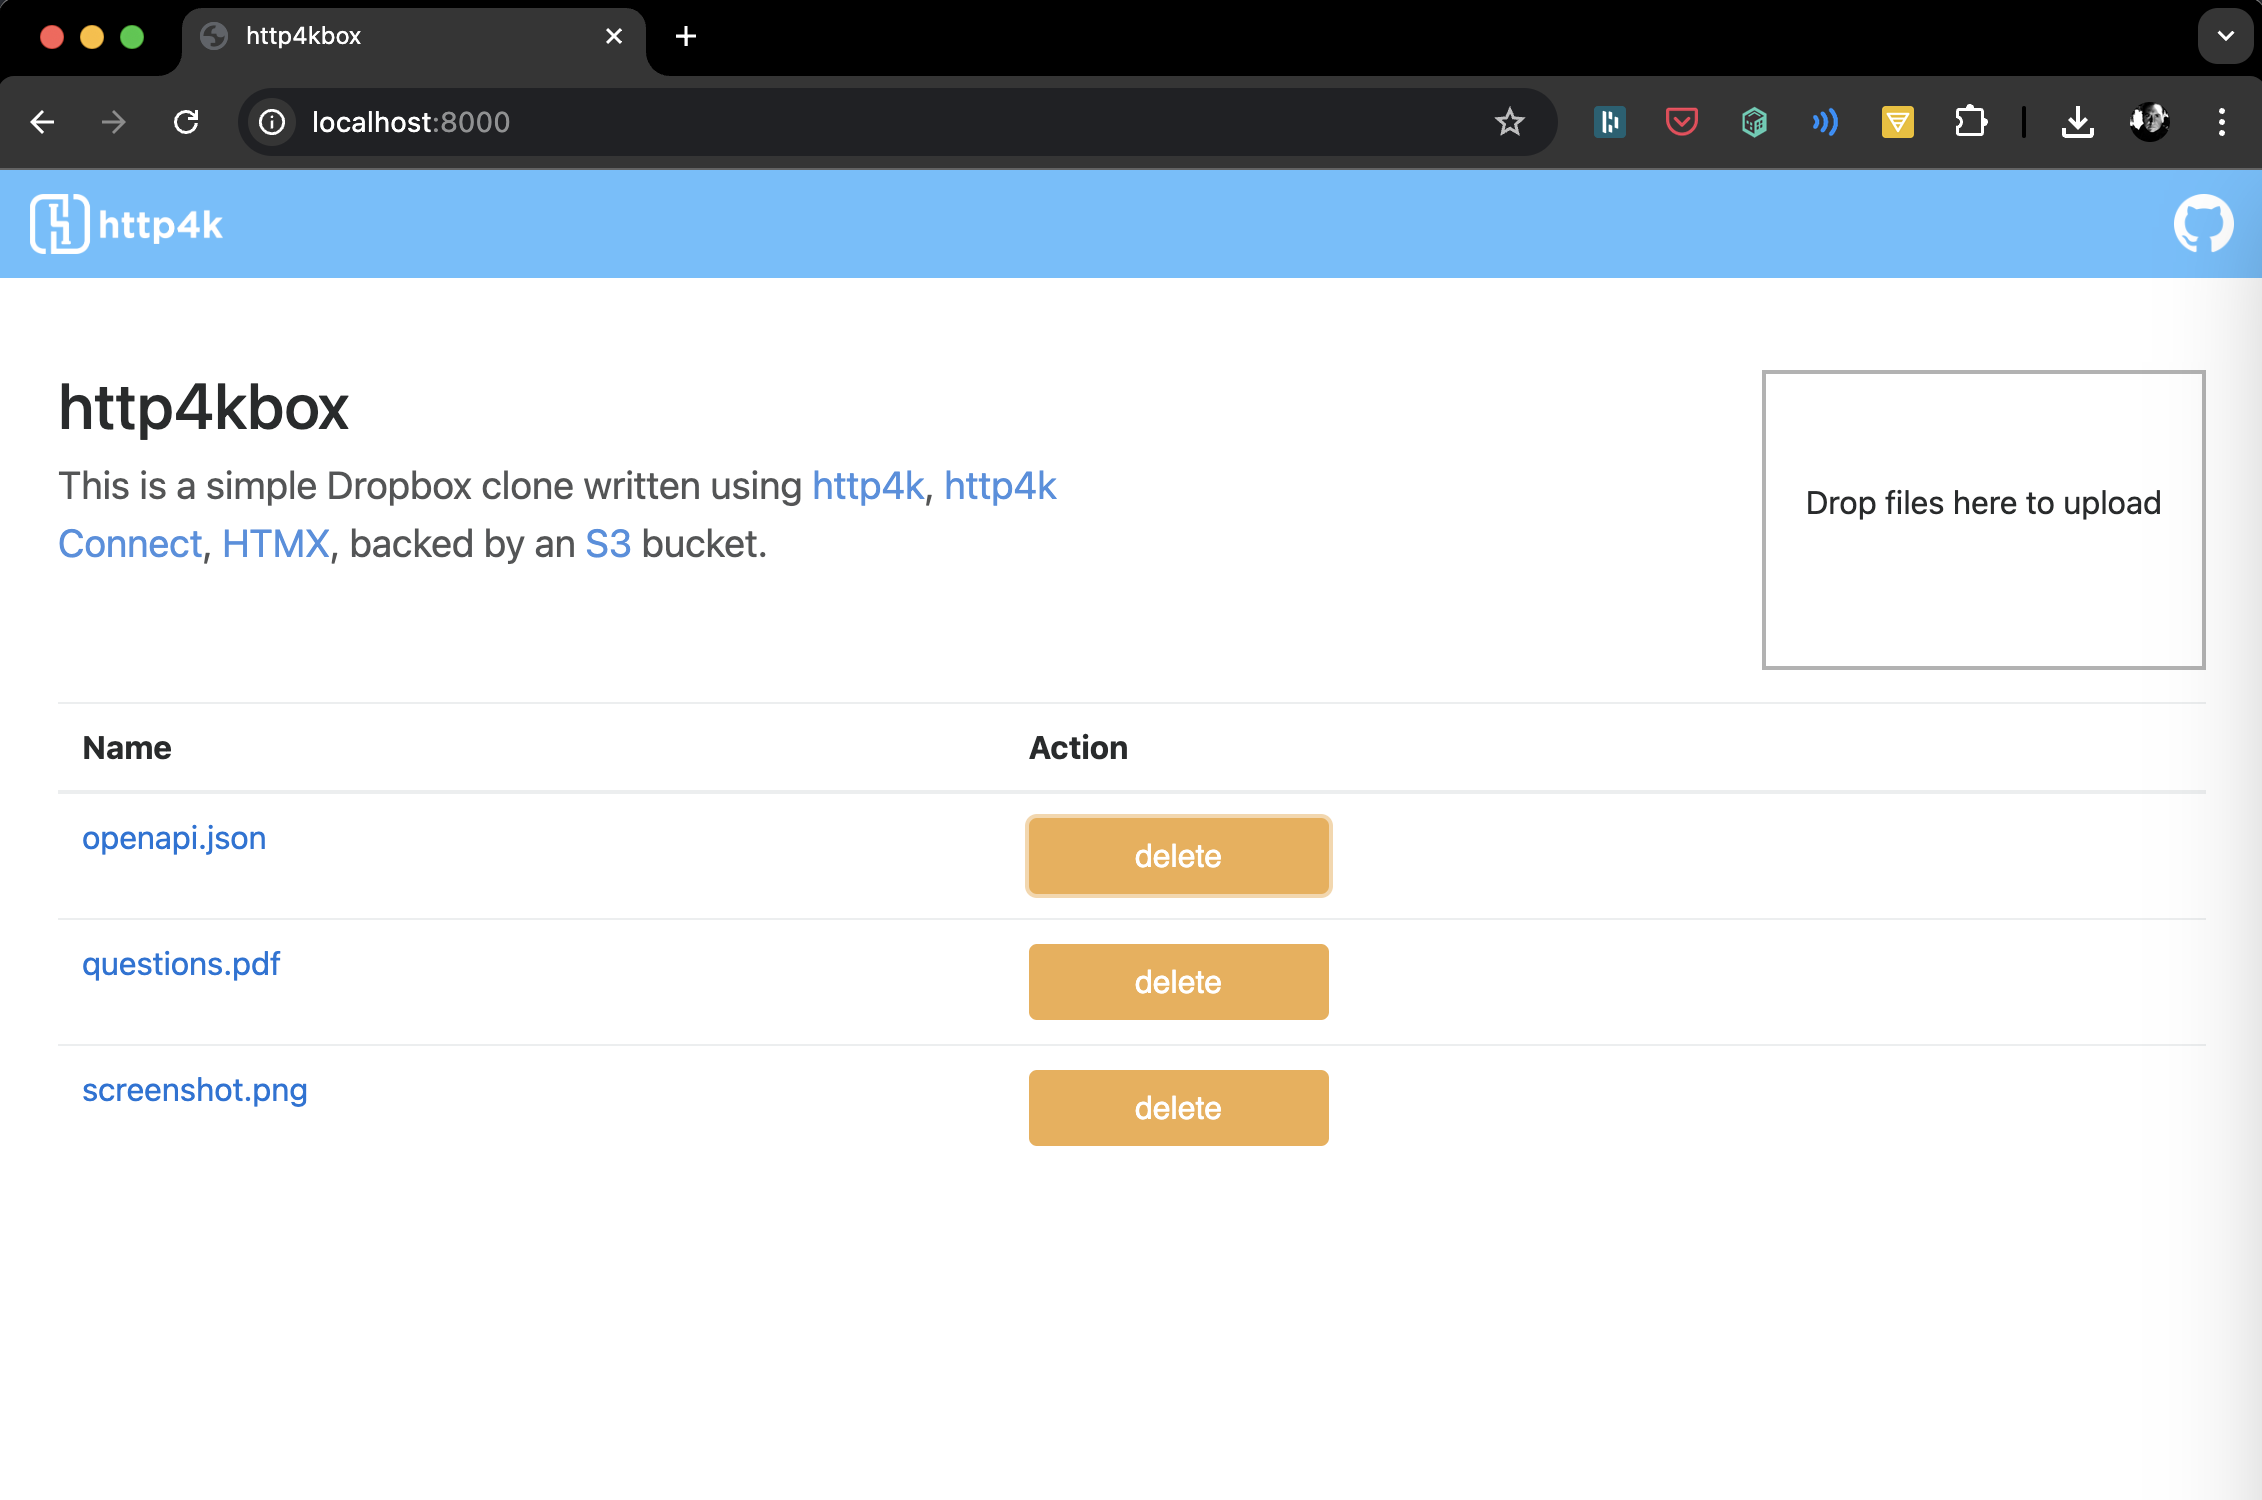 http4kbox
localhost:8000
http4k
http4kbox
This is a simple Dropbox clone written using http4k, http4k
Connect, HTMX, backed by an S3 bucket.
Drop files here to upload
Name Action
openapi.json delete
questions.pdf delete
screenshot.png delete